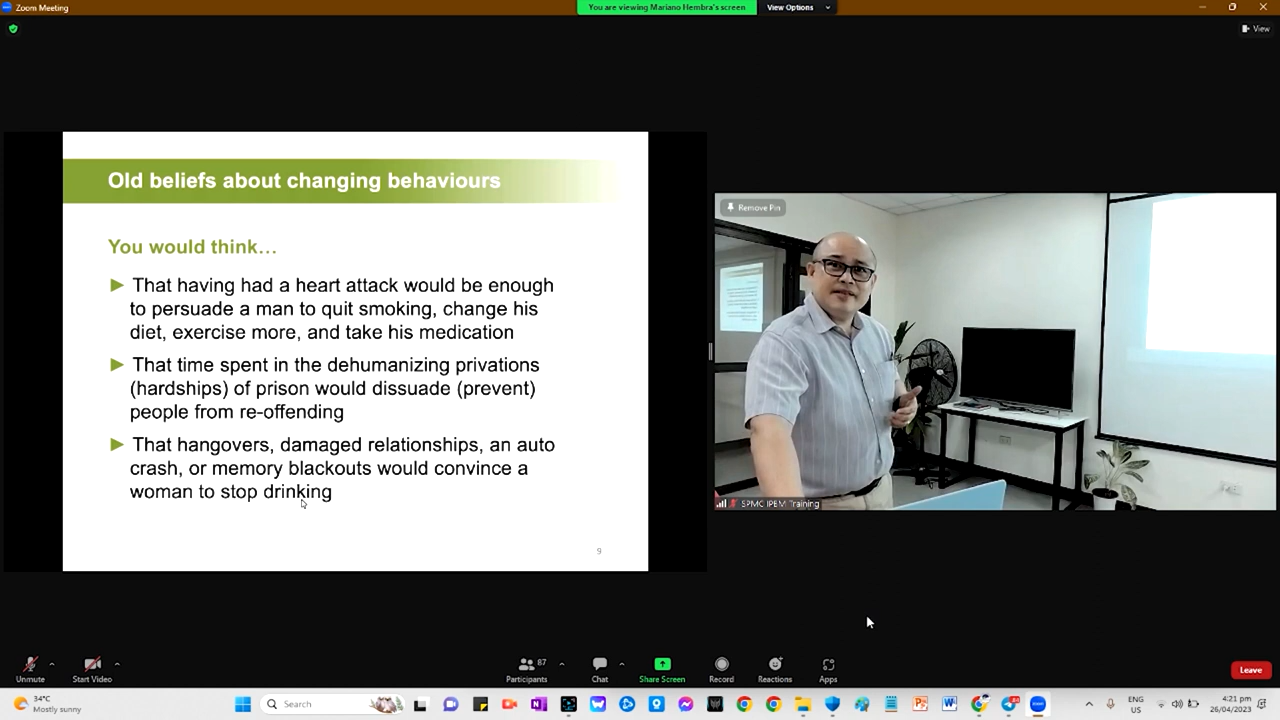 Zoom Meeting
You are viewing Mariano Hembra's screen
View Options
View
Old beliefs about changing behaviours
You would think…
That having had a heart attack would be enough
to persuade a man to quit smoking, change his
diet, exercise more, and take his medication
That time spent in the dehumanizing privations
(hardships) of prison would dissuade (prevent)
people from re-offending
That hangovers, damaged relationships, an auto
crash, or memory blackouts would convince a
woman to stop drinking
9
Remove Pin
SPMC IPBM Training
Unmute
Start Video
87
Participants
Chat
Share Screen
Record
Reactions
Apps
Leave
34°C
Mostly sunny
Search
ENG
US
4:21 pm
26/04/2023